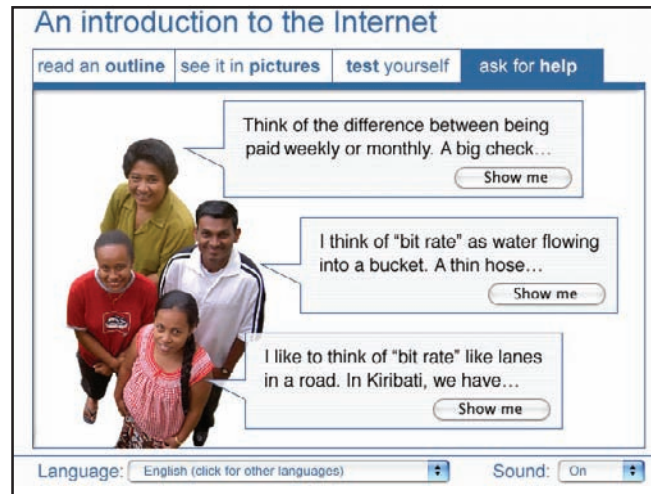 An introduction to the Internet
read an outline see it in pictures test yourself ask for help
Think of the difference between being
paid weekly or monthly. A big check…
Show me
I think of “bit rate” as water flowing
into a bucket. A thin hose…
Show me
I like to think of “bit rate” like lanes
in a road. In Kiribati, we have…
Show me
Language: English (click for other languages) Sound: On